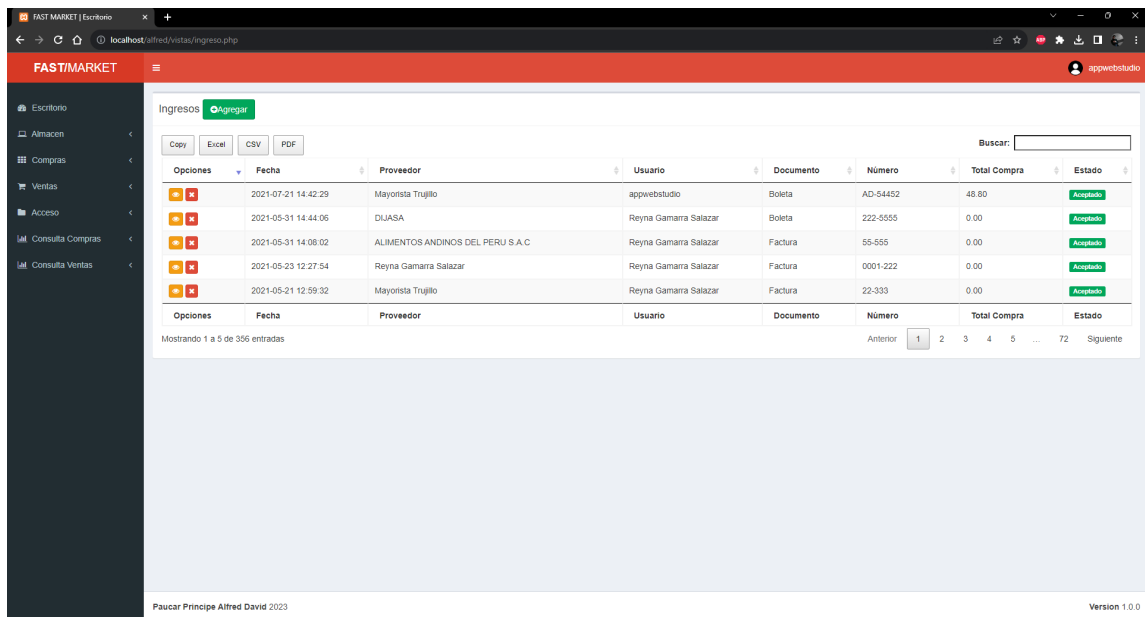 FAST MARKET | Escritorio
localhost/alfred/vistas/ingreso.php
ABP
FAST/MARKET
appwebstudio
Escritorio
Almacen
Compras
Ventas
Acceso
Consulta Compras
Consulta Ventas
Ingresos Agregar
Copy Excel CSV PDF Buscar:
Opciones Fecha Proveedor Usuario Documento Número Total Compra Estado
2021-07-21 14:42:29 Mayorista Trujillo appwebstudio Boleta AD-54452 48.80 Aceptado
2021-05-31 14:44:06 DIJASA Reyna Gamarra Salazar Boleta 222-5555 0.00 Aceptado
2021-05-31 14:08:02 ALIMENTOS ANDINOS DEL PERU S.A.C Reyna Gamarra Salazar Factura 55-555 0.00 Aceptado
2021-05-23 12:27:54 Reyna Gamarra Salazar Reyna Gamarra Salazar Factura 0001-222 0.00 Aceptado
2021-05-21 12:59:32 Mayorista Trujillo Reyna Gamarra Salazar Factura 22-333 0.00 Aceptado
Opciones Fecha Proveedor Usuario Documento Número Total Compra Estado
Mostrando 1 a 5 de 356 entradas Anterior 1 2 3 4 5 … 72 Siguiente
Paucar Principe Alfred David 2023 Version 1.0.0